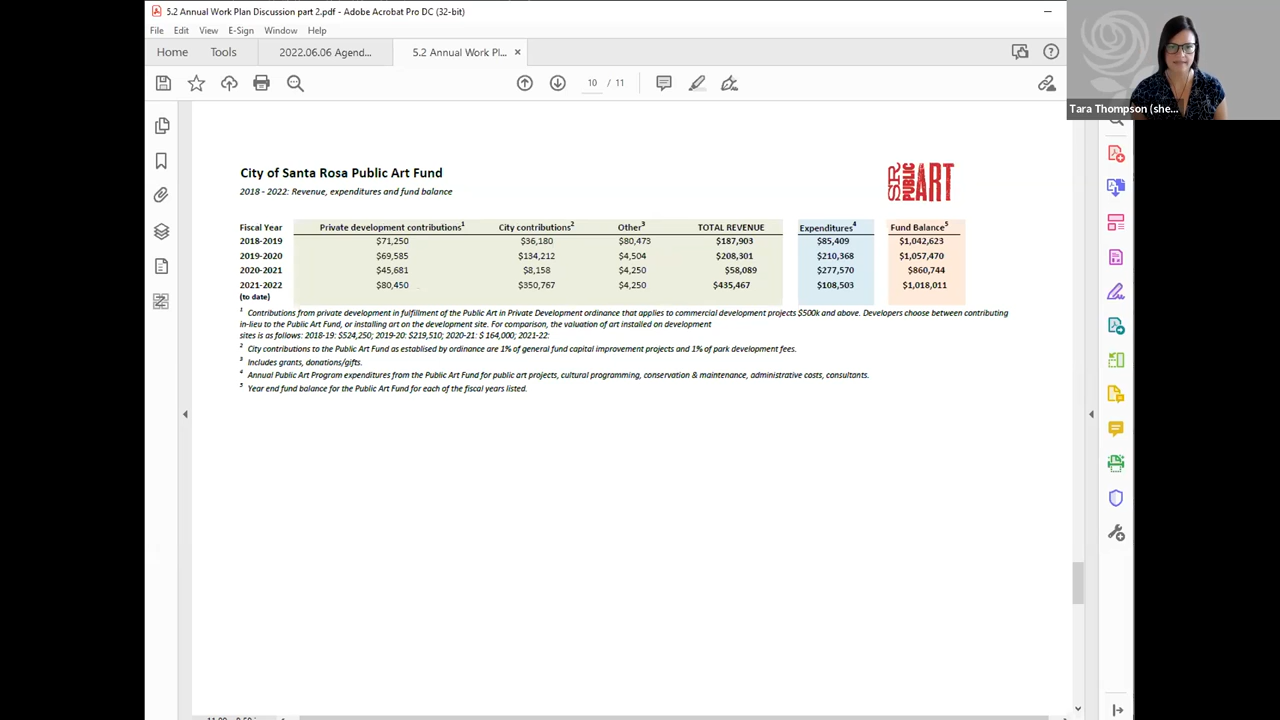 5.2 Annual Work Plan Discussion part 2.pdf - Adobe Acrobat Pro DC (32-bit)
File Edit View E-Sign Window Help
Home Tools 2022.06.06 Agend... 5.2 Annual Work Pl... ×
10 / 11
Tara Thompson (she...
City of Santa Rosa Public Art Fund
2018 - 2022: Revenue, expenditures and fund balance
SR PUBLIC ART
Fiscal Year Private development contributions1 City contributions2 Other3 TOTAL REVENUE Expenditures4 Fund Balance5
2018-2019 $71,250 $36,180 $80,473 $187,903 $85,409 $1,042,623
2019-2020 $69,585 $134,212 $4,504 $208,301 $210,368 $1,057,470
2020-2021 $45,681 $8,158 $4,250 $58,089 $277,570 $860,744
2021-2022 $80,450 $350,767 $4,250 $435,467 $108,503 $1,018,011
(to date)
1 Contributions from private development in fulfillment of the Public Art in Private Development ordinance that applies to commercial development projects $500k and above. Developers choose between contributing
in-lieu to the Public Art Fund, or installing art on the development site. For comparison, the valuation of art installed on development
sites is as follows: 2018-19: $524,250; 2019-20: $219,510; 2020-21: $ 164,000; 2021-22:
2 City contributions to the Public Art Fund as establised by ordinance are 1% of general fund capital improvement projects and 1% of park development fees.
3 Includes grants, donations/gifts.
4 Annual Public Art Program expenditures from the Public Art Fund for public art projects, cultural programming, conservation & maintenance, administrative costs, consultants.
5 Year end fund balance for the Public Art Fund for each of the fiscal years listed.